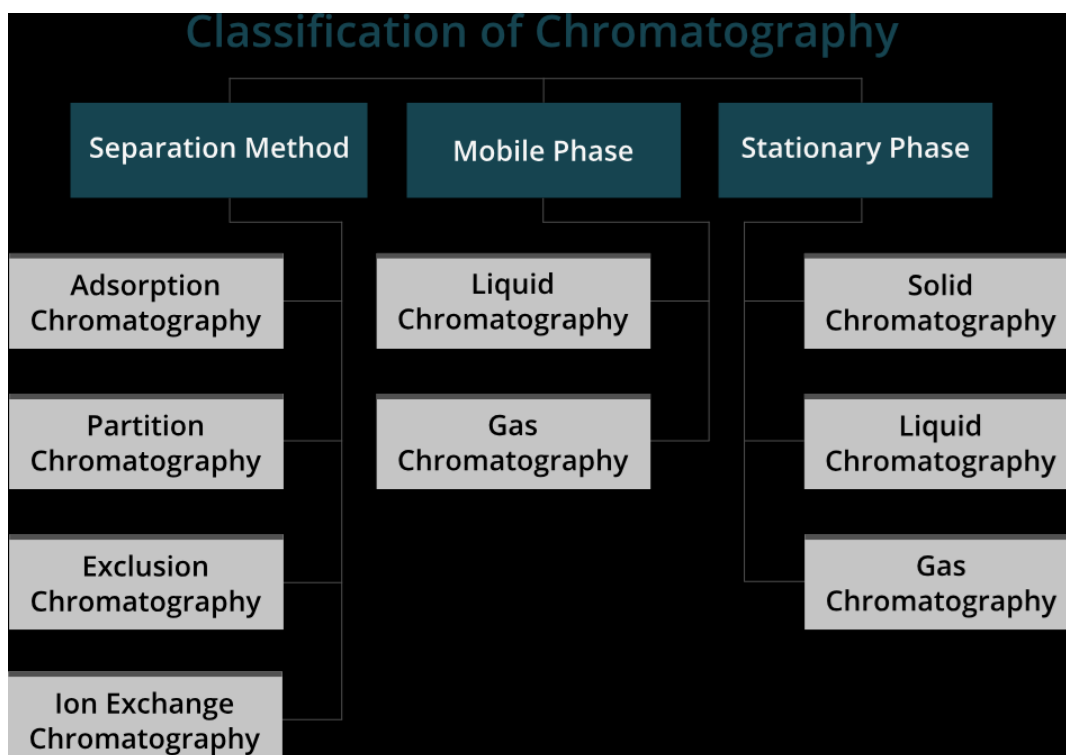 Classification of Chromatography
Separation Method
Mobile Phase
Stationary Phase
Adsorption
Chromatography
Partition
Chromatography
Exclusion
Chromatography
Ion Exchange
Chromatography
Liquid
Chromatography
Gas
Chromatography
Solid
Chromatography
Liquid
Chromatography
Gas
Chromatography